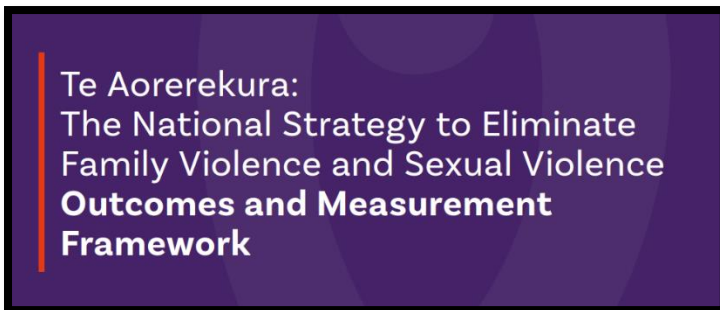 Te Aorerekura:
The National Strategy to Eliminate
Family Violence and Sexual Violence
Outcomes and Measurement
Framework